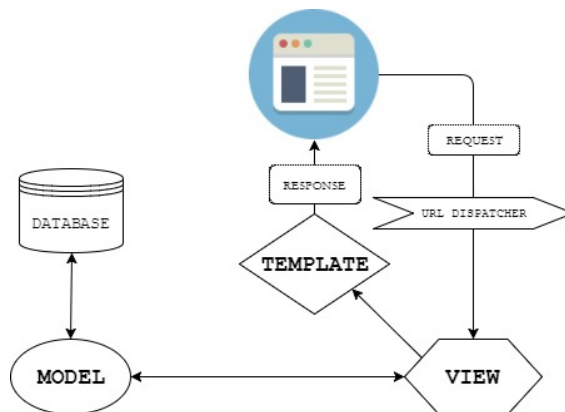 REQUEST
RESPONSE
URL DISPATCHER
DATABASE
TEMPLATE
MODEL
VIEW